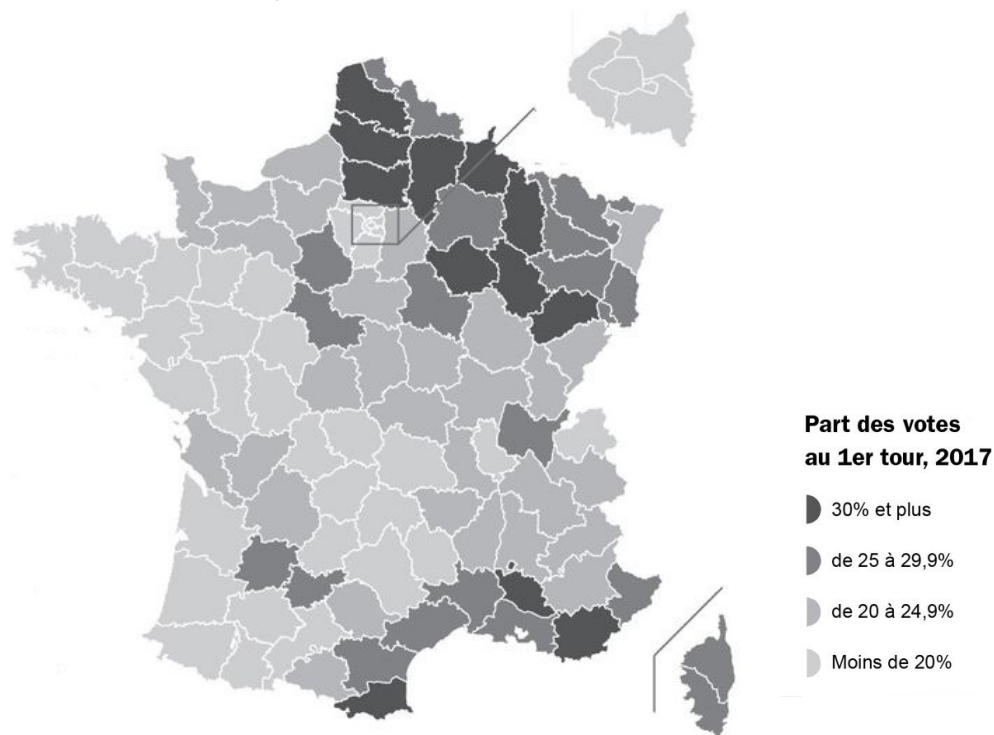 Part des votes
au 1er tour, 2017
30% et plus
de 25 à 29,9%
de 20 à 24,9%
Moins de 20%